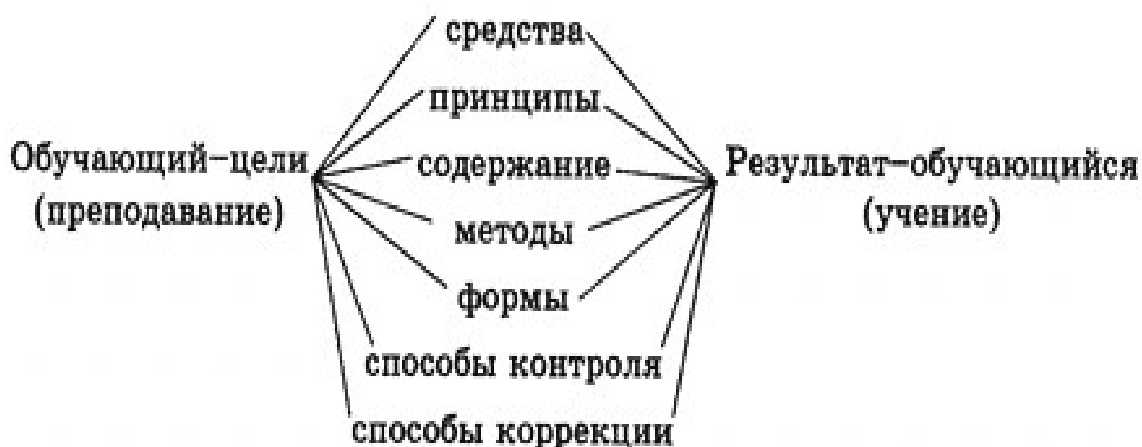 средства
принципы
Обучающий–цели
(преподавание)
содержание
Результат–обучающийся
(учение)
методы
формы
способы контроля
способы коррекции